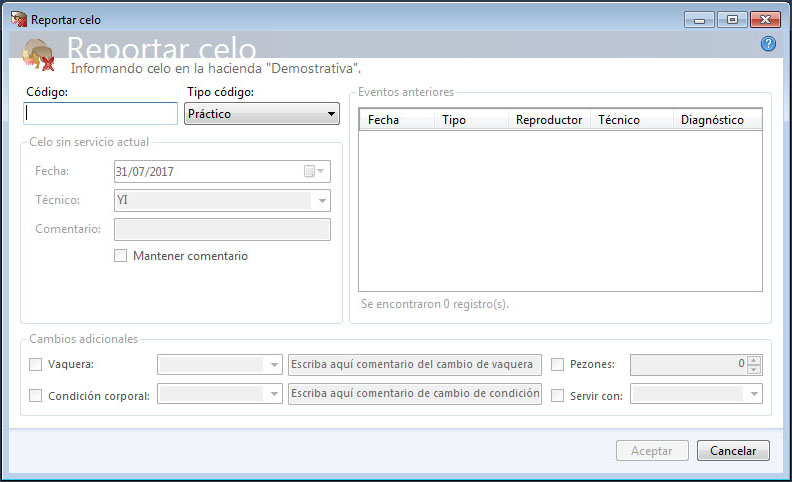 Reportar celo
Reportar celo
Informando celo en la hacienda "Demostrativa".
Código: Tipo código:
Práctico
Celo sin servicio actual
Fecha: 31/07/2017
Técnico: YI
Comentario:
Mantener comentario
Eventos anteriores
Fecha Tipo Reproductor Técnico Diagnóstico
Se encontraron 0 registro(s).
Cambios adicionales
Vaquera: Escriba aquí comentario del cambio de vaquera Pezones: 0
Condición corporal: Escriba aquí comentario de cambio de condición Servir con:
Aceptar Cancelar